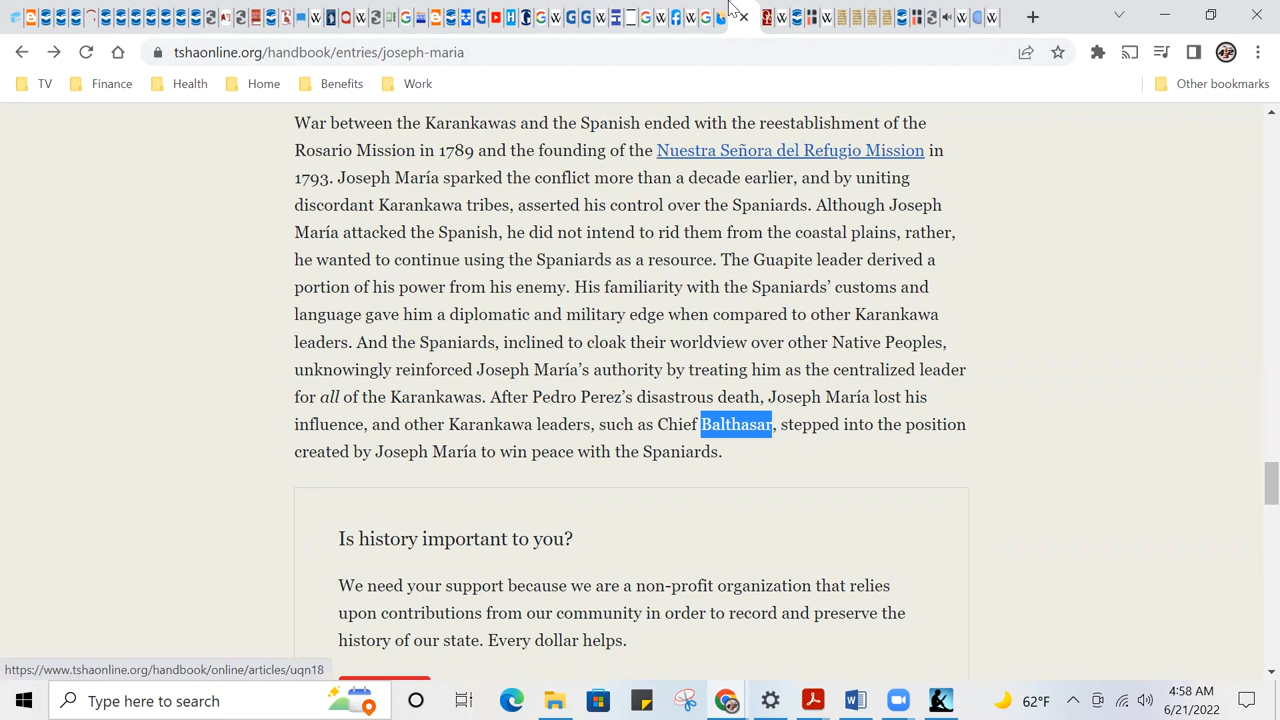 tshaonline.org/handbook/entries/joseph-maria
TV Finance Health Home Benefits Work Other bookmarks
War between the Karankawas and the Spanish ended with the reestablishment of the
Rosario Mission in 1789 and the founding of the Nuestra Señora del Refugio Mission in
1793. Joseph María sparked the conflict more than a decade earlier, and by uniting
discordant Karankawa tribes, asserted his control over the Spaniards. Although Joseph
María attacked the Spanish, he did not intend to rid them from the coastal plains, rather,
he wanted to continue using the Spaniards as a resource. The Guapite leader derived a
portion of his power from his enemy. His familiarity with the Spaniards’ customs and
language gave him a diplomatic and military edge when compared to other Karankawa
leaders. And the Spaniards, inclined to cloak their worldview over other Native Peoples,
unknowingly reinforced Joseph María’s authority by treating him as the centralized leader
for all of the Karankawas. After Pedro Perez’s disastrous death, Joseph María lost his
influence, and other Karankawa leaders, such as Chief Balthasar, stepped into the position
created by Joseph María to win peace with the Spaniards.
Is history important to you?
We need your support because we are a non-profit organization that relies
upon contributions from our community in order to record and preserve the
history of our state. Every dollar helps.
https://www.tshaonline.org/handbook/online/articles/uqn18
Type here to search
62°F
4:58 AM
6/21/2022